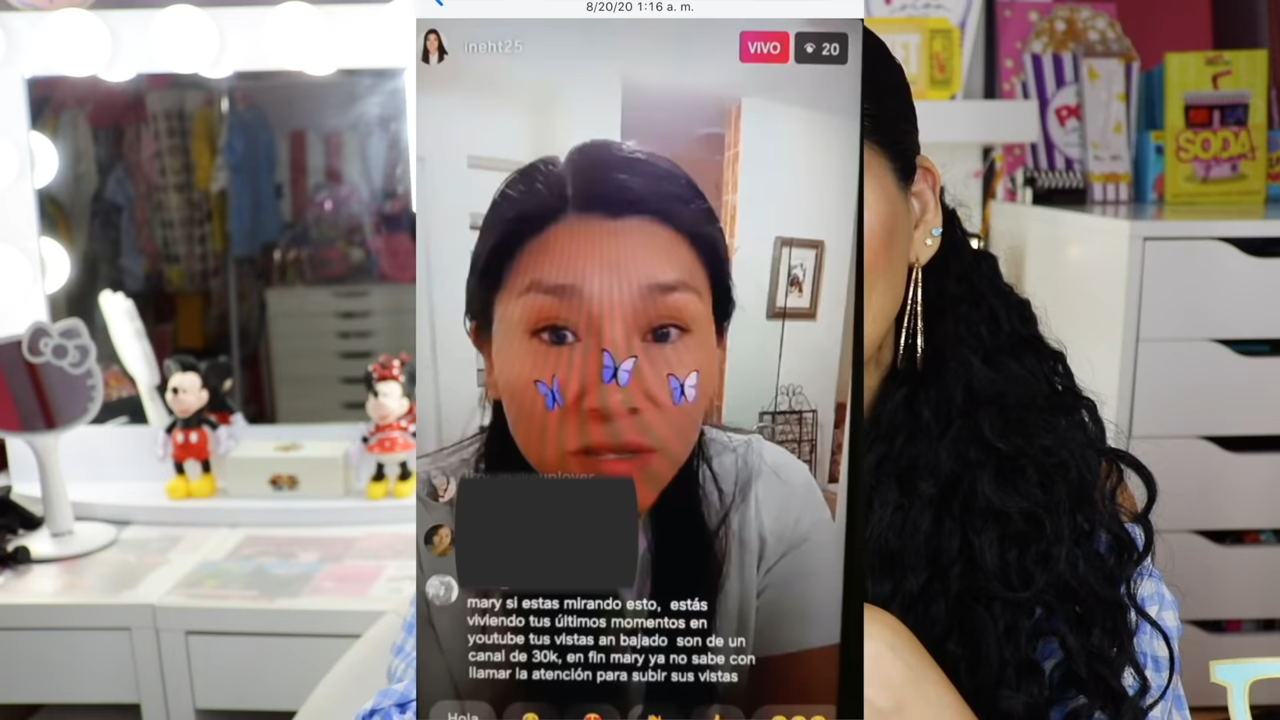 8/20/20 1:16 a. m.
ineht25
VIVO
20
mary si estas mirando esto, estás
viviendo tus últimos momentos en
youtube tus vistas an bajado son de un
canal de 30k, en fin mary ya no sabe con
llamar la atención para subir sus vistas
Hola
SODA